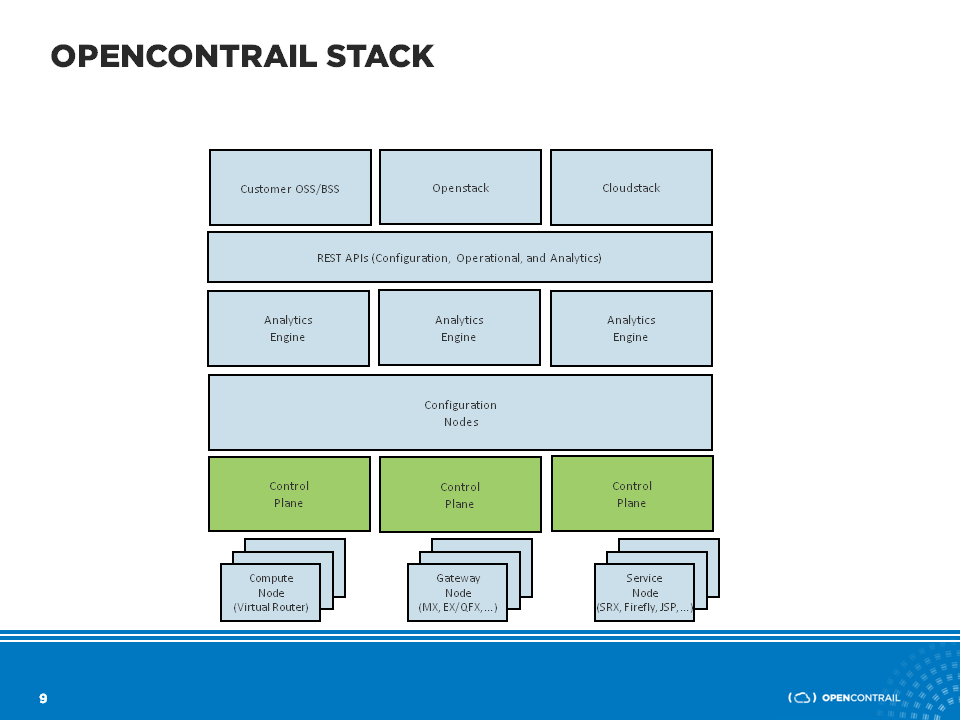 OPENCONTRAIL STACK
Customer OSS/BSS
Openstack
Cloudstack
REST APIs (Configuration, Operational, and Analytics)
Analytics
Engine
Analytics
Engine
Analytics
Engine
Configuration
Nodes
Control
Plane
Control
Plane
Control
Plane
Compute
Node
(Virtual Router)
Gateway
Node
(MX, EX/QFX, ...)
Service
Node
(SRX, Firefly, JSP, ...)
9
OPENCONTRAIL